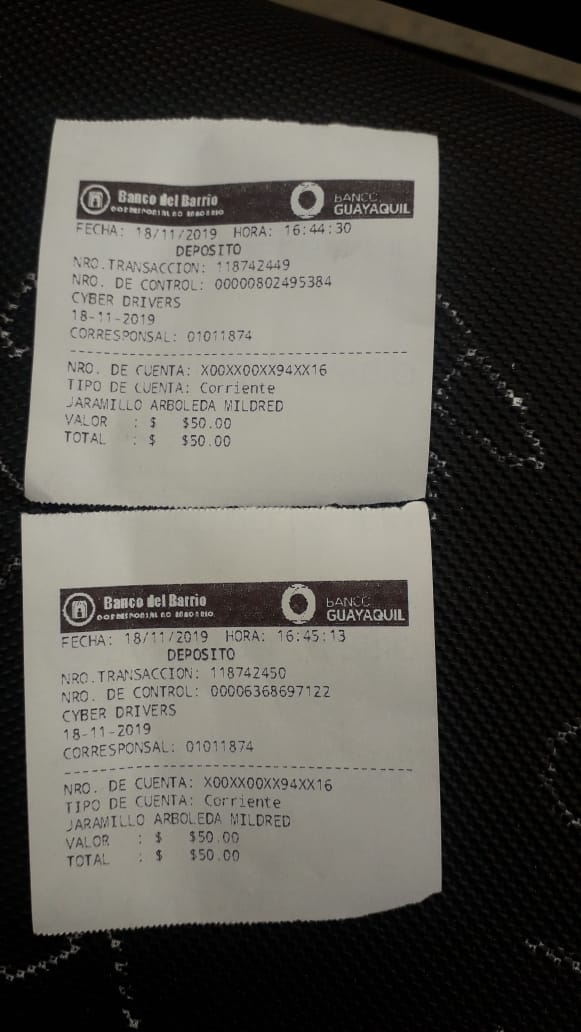 Banco del Barrio
CORRESPONSAL NO BANCARIO
BANCO
GUAYAQUIL
FECHA: 18/11/2019 HORA: 16:44:30
DEPOSITO
NRO.TRANSACCION: 118742449
NRO. DE CONTROL: 00000802495384
CYBER DRIVERS
18-11-2019
CORRESPONSAL: 01011874
NRO. DE CUENTA: X00XX00XX94XX16
TIPO DE CUENTA: Corriente
JARAMILLO ARBOLEDA MILDRED
VALOR : $ $50.00
TOTAL : $ $50.00
Banco del Barrio
CORRESPONSAL NO BANCARIO
BANCO
GUAYAQUIL
FECHA: 18/11/2019 HORA: 16:45:13
DEPOSITO
NRO.TRANSACCION: 118742450
NRO. DE CONTROL: 00006368697122
CYBER DRIVERS
18-11-2019
CORRESPONSAL: 01011874
NRO. DE CUENTA: X00XX00XX94XX16
TIPO DE CUENTA: Corriente
JARAMILLO ARBOLEDA MILDRED
VALOR : $ $50.00
TOTAL : $ $50.00